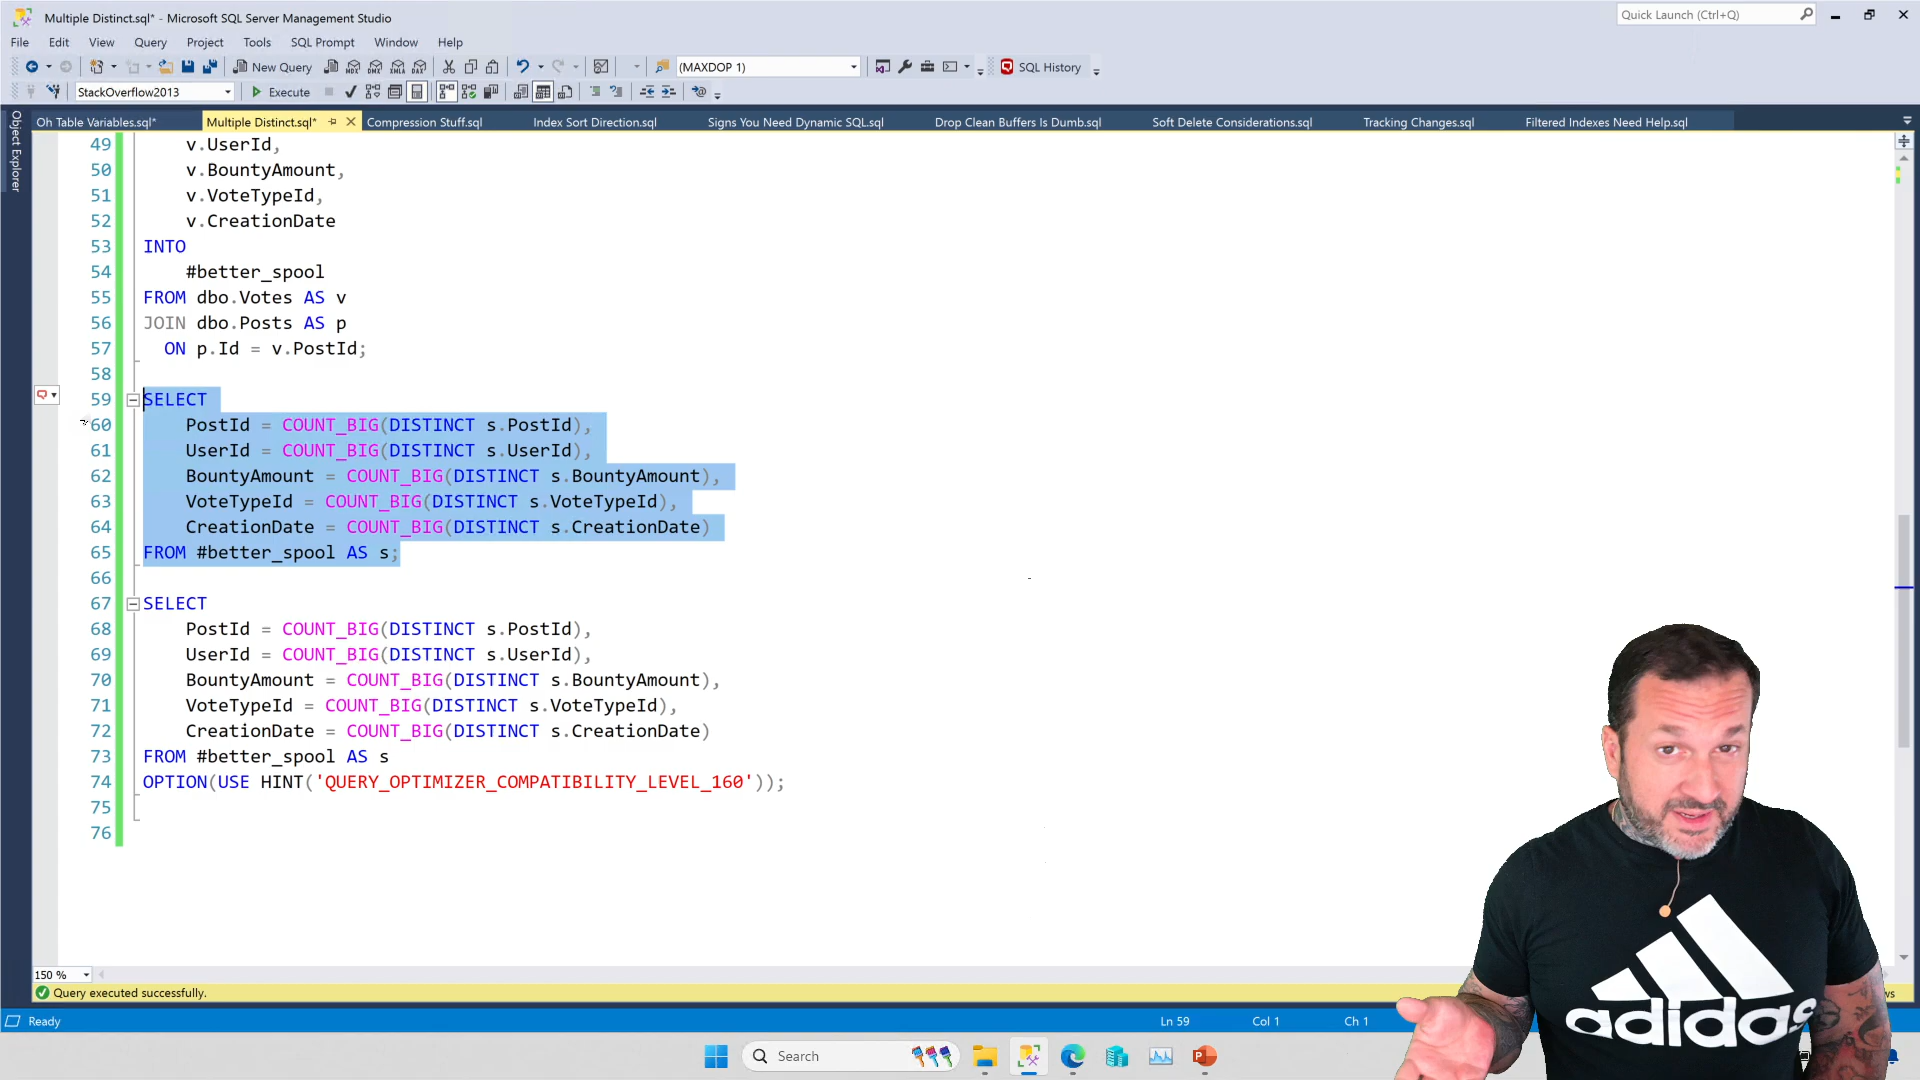 Multiple Distinct.sql* - Microsoft SQL Server Management Studio
Quick Launch (Ctrl+Q)
File Edit View Query Project Tools SQL Prompt Window Help
New Query
(MAXDOP 1)
SQL History
StackOverflow2013
Execute
Oh Table Variables.sql* Multiple Distinct.sql* Compression Stuff.sql Index Sort Direction.sql Signs You Need Dynamic SQL.sql Drop Clean Buffers Is Dumb.sql Soft Delete Considerations.sql Tracking Changes.sql Filtered Indexes Need Help.sql
Object Explorer
49 v.UserId,
50 v.BountyAmount,
51 v.VoteTypeId,
52 v.CreationDate
53 INTO
54 #better_spool
55 FROM dbo.Votes AS v
56 JOIN dbo.Posts AS p
57 ON p.Id = v.PostId;
58
59 SELECT
60 PostId = COUNT_BIG(DISTINCT s.PostId),
61 UserId = COUNT_BIG(DISTINCT s.UserId),
62 BountyAmount = COUNT_BIG(DISTINCT s.BountyAmount),
63 VoteTypeId = COUNT_BIG(DISTINCT s.VoteTypeId),
64 CreationDate = COUNT_BIG(DISTINCT s.CreationDate)
65 FROM #better_spool AS s;
66
67 SELECT
68 PostId = COUNT_BIG(DISTINCT s.PostId),
69 UserId = COUNT_BIG(DISTINCT s.UserId),
70 BountyAmount = COUNT_BIG(DISTINCT s.BountyAmount),
71 VoteTypeId = COUNT_BIG(DISTINCT s.VoteTypeId),
72 CreationDate = COUNT_BIG(DISTINCT s.CreationDate)
73 FROM #better_spool AS s
74 OPTION(USE HINT('QUERY_OPTIMIZER_COMPATIBILITY_LEVEL_160'));
75
76
150 %
Query executed successfully.
Ready
Ln 59 Col 1 Ch 1
Search
adidas